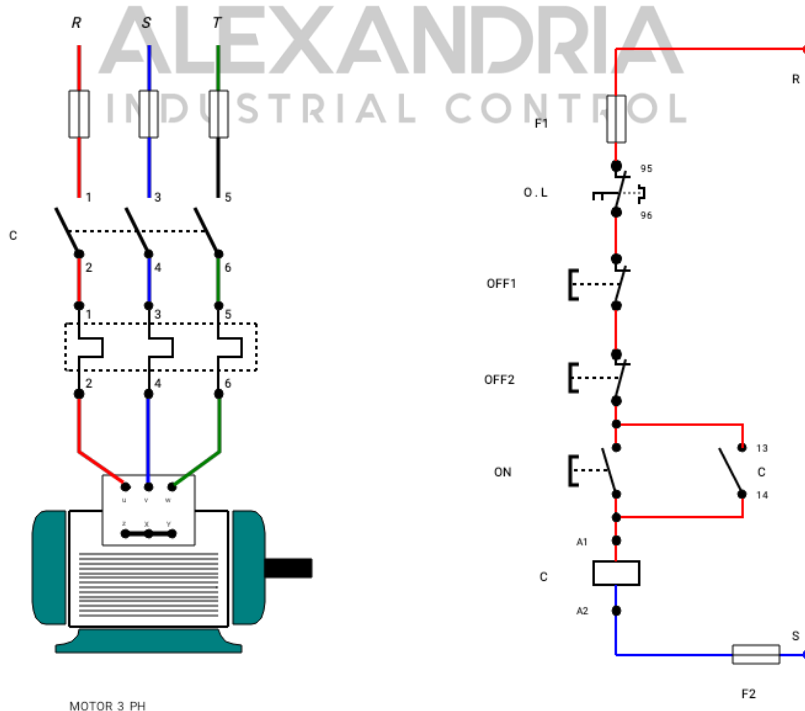 ALEXANDRIA
INDUSTRIAL CONTROL
R S T
1 3 5
C
2 4 6
1 3 5
2 4 6
u v w
z x y
MOTOR 3 PH
R
F1
95
O.L
96
OFF1
OFF2
ON
13
C
14
A1
C
A2
S
F2